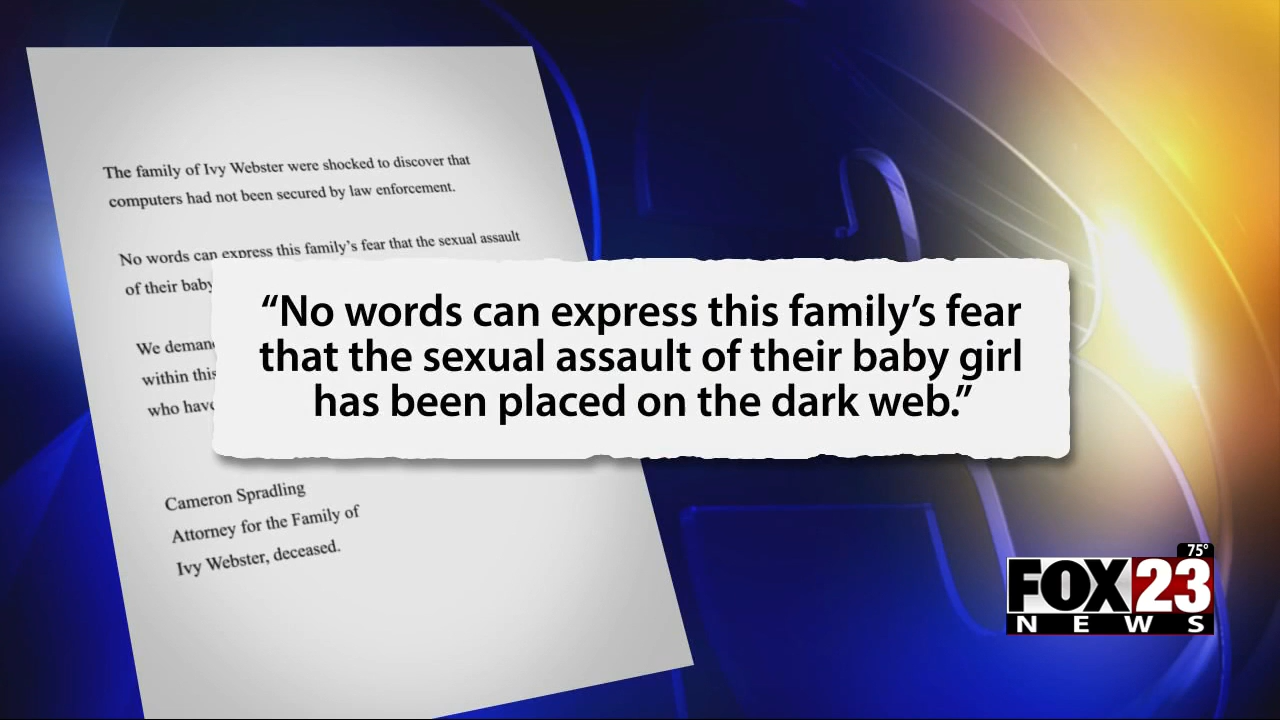 The family of Ivy Webster were shocked to discover that
computers had not been secured by law enforcement.
No words can express this family's fear that the sexual assault
of their baby
“No words can express this family’s fear
that the sexual assault of their baby girl
has been placed on the dark web.”
We deman
within this
who have
Cameron Spradling
Attorney for the Family of
Ivy Webster, deceased.
75°
FOX 23
NEWS